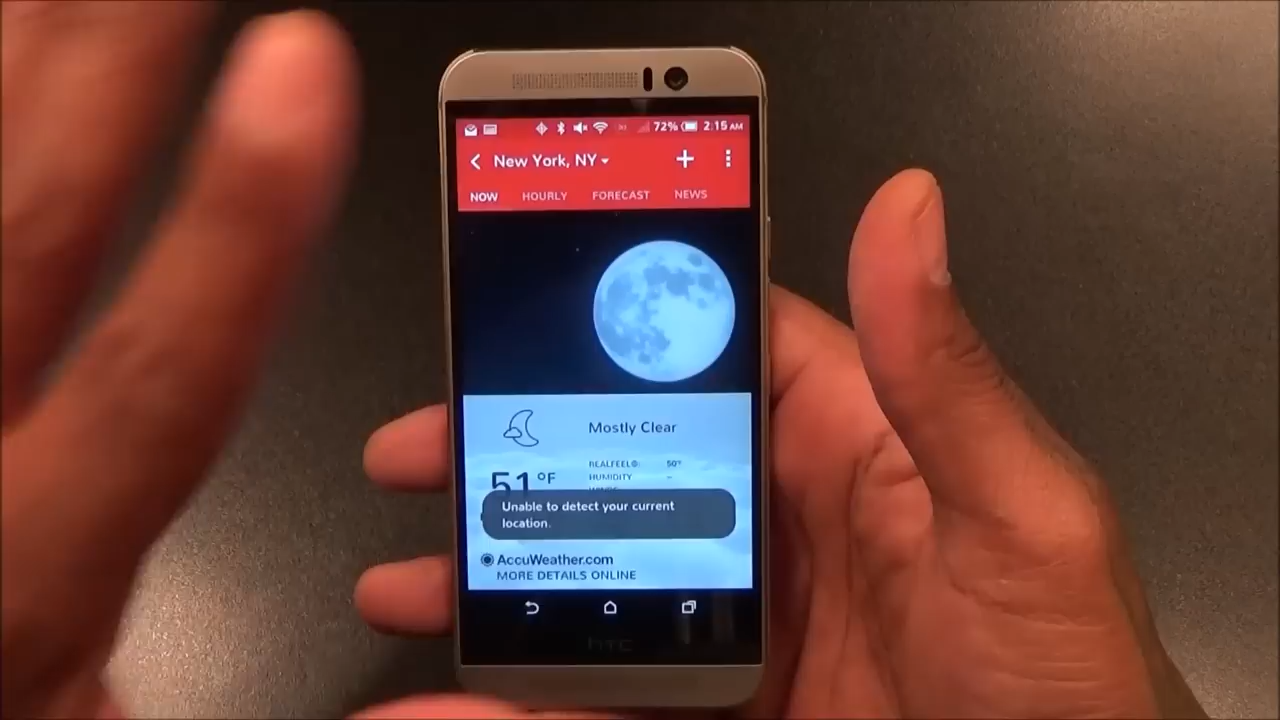 72% 2:15 AM
New York, NY
NOW HOURLY FORECAST NEWS
Mostly Clear
51°F
REALFEEL®: 50°
HUMIDITY –
Unable to detect your current
location.
AccuWeather.com
MORE DETAILS ONLINE
hTC